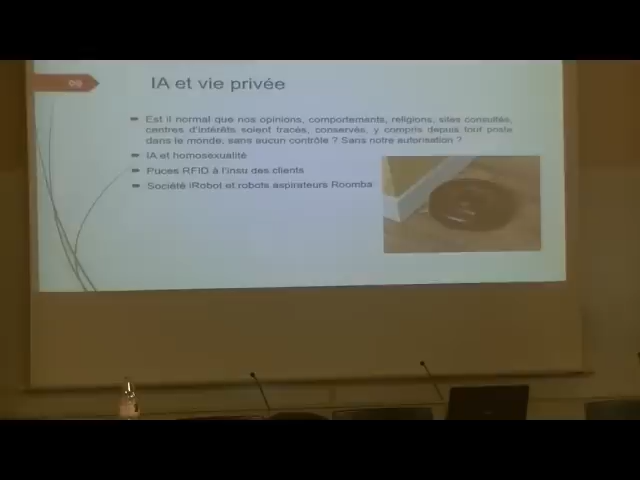 IA et vie privée
Est il normal que nos opinions, comportements, religions, sites consultés,
centres d'intérêts soient tracés, conservés, y compris depuis tout poste
dans le monde, sans aucun contrôle ? Sans notre autorisation ?
IA et homosexualité
Puces RFID à l'insu des clients
Société iRobot et robots aspirateurs Roomba